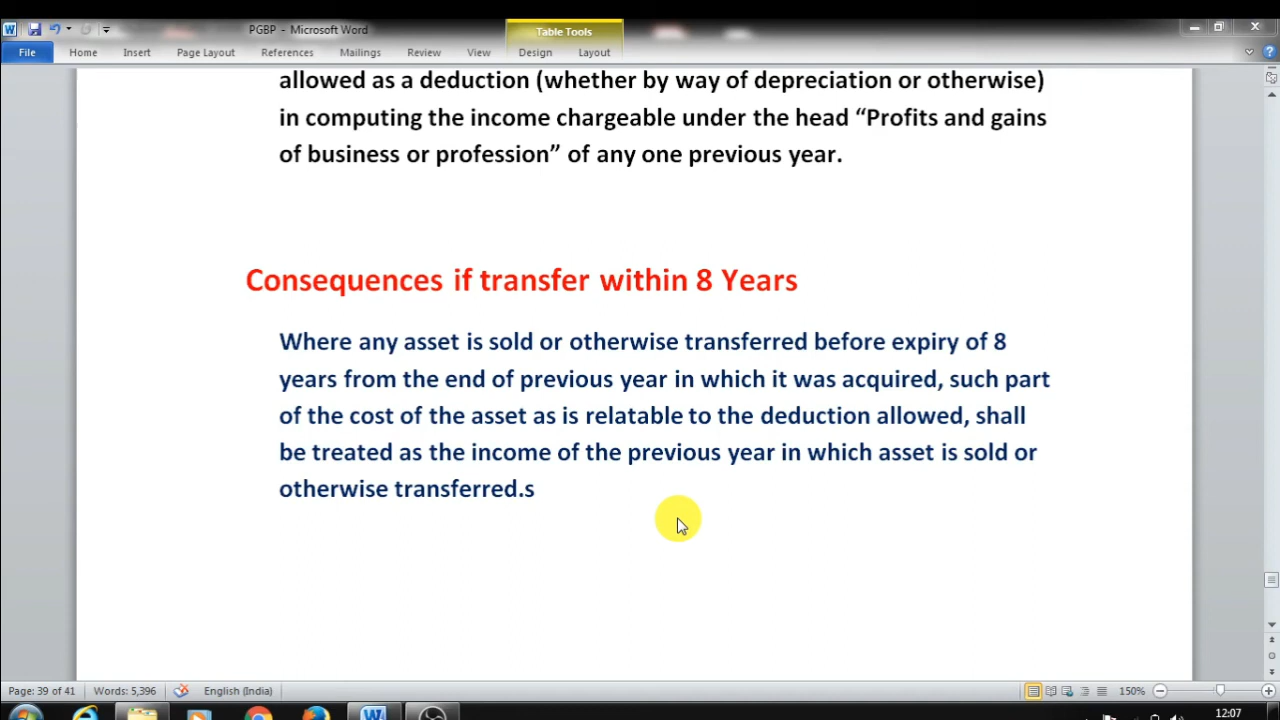 PGBP - Microsoft Word
Table Tools
File Home Insert Page Layout References Mailings Review View Design Layout
allowed as a deduction (whether by way of depreciation or otherwise)
in computing the income chargeable under the head “Profits and gains
of business or profession” of any one previous year.
Consequences if transfer within 8 Years
Where any asset is sold or otherwise transferred before expiry of 8
years from the end of previous year in which it was acquired, such part
of the cost of the asset as is relatable to the deduction allowed, shall
be treated as the income of the previous year in which asset is sold or
otherwise transferred.s
Page: 39 of 41 Words: 5,396 English (India) 150%
12:07